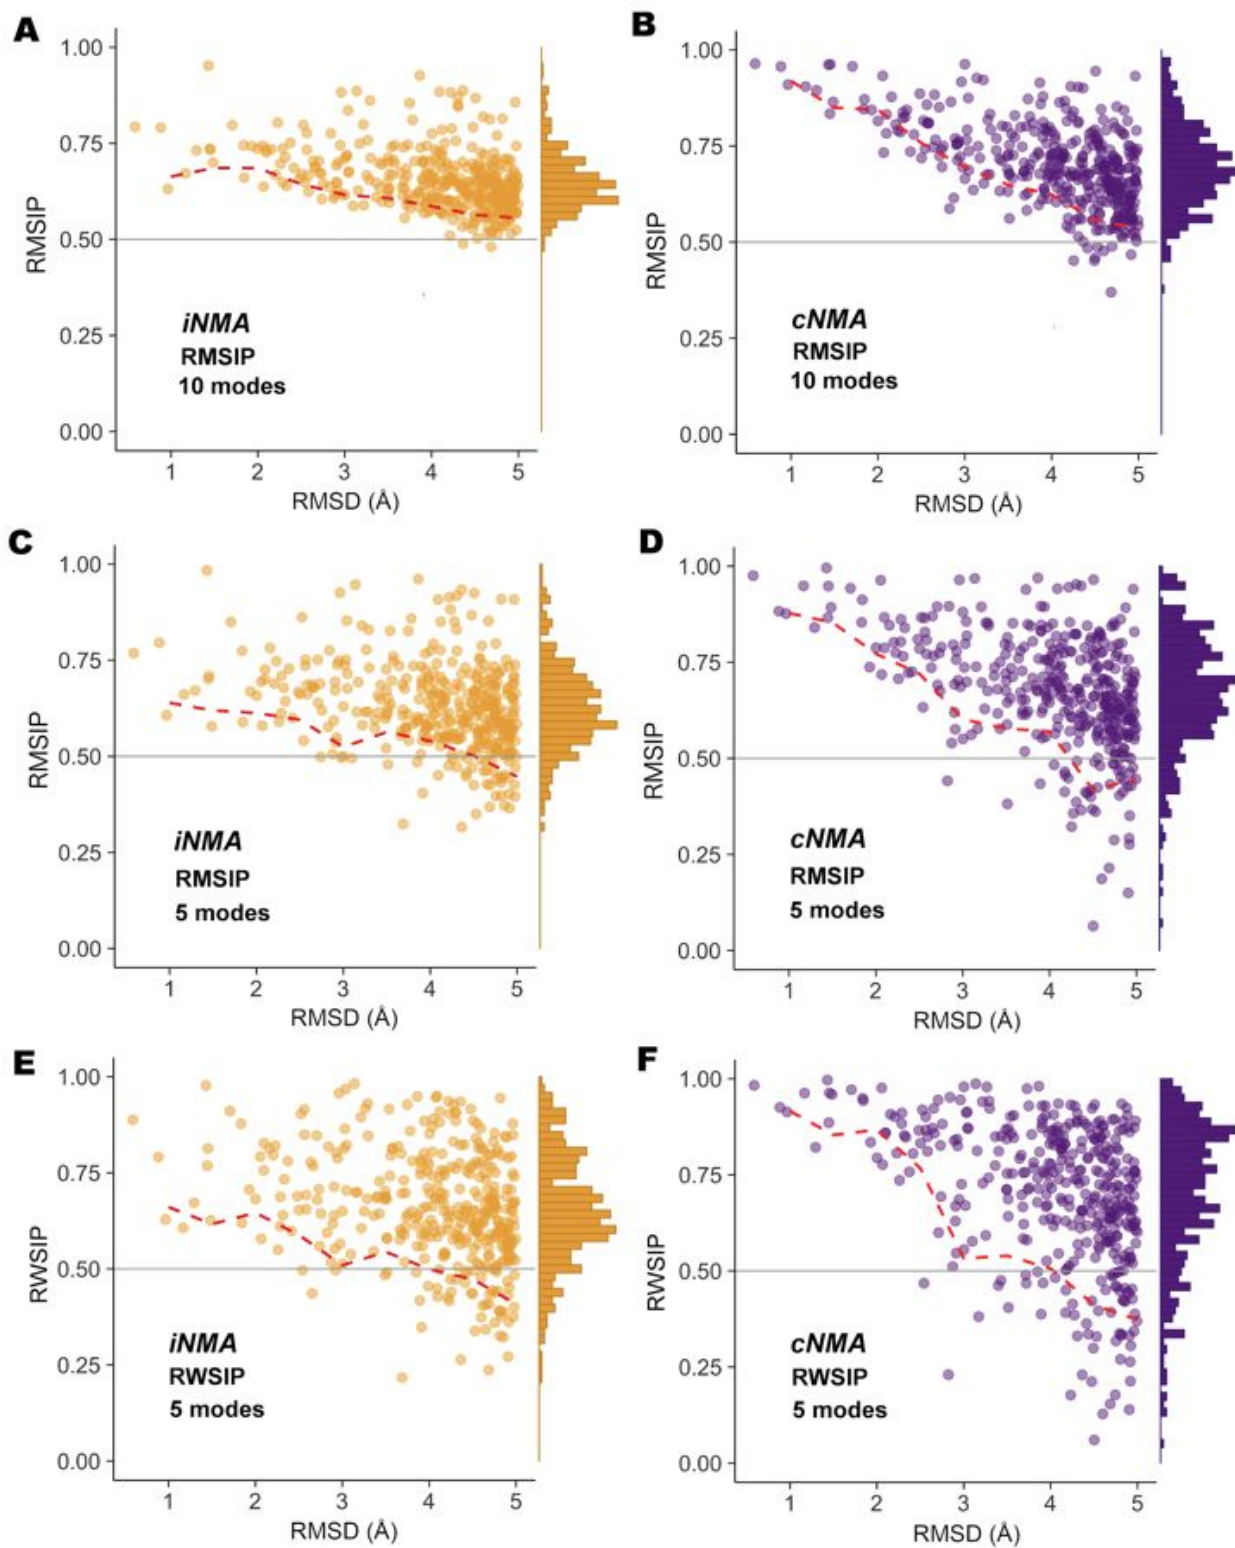 A
1.00
0.75
0.50
0.25
0.00
RMSIP
iNMA
RMSIP
10 modes
1 2 3 4 5
RMSD (Å)
B
1.00
0.75
0.50
0.25
0.00
RMSIP
cNMA
RMSIP
10 modes
1 2 3 4 5
RMSD (Å)
C
1.00
0.75
0.50
0.25
0.00
RMSIP
iNMA
RMSIP
5 modes
1 2 3 4 5
RMSD (Å)
D
1.00
0.75
0.50
0.25
0.00
RMSIP
cNMA
RMSIP
5 modes
1 2 3 4 5
RMSD (Å)
E
1.00
0.75
0.50
0.25
0.00
RWSIP
iNMA
RWSIP
5 modes
1 2 3 4 5
RMSD (Å)
F
1.00
0.75
0.50
0.25
0.00
RWSIP
cNMA
RWSIP
5 modes
1 2 3 4 5
RMSD (Å)